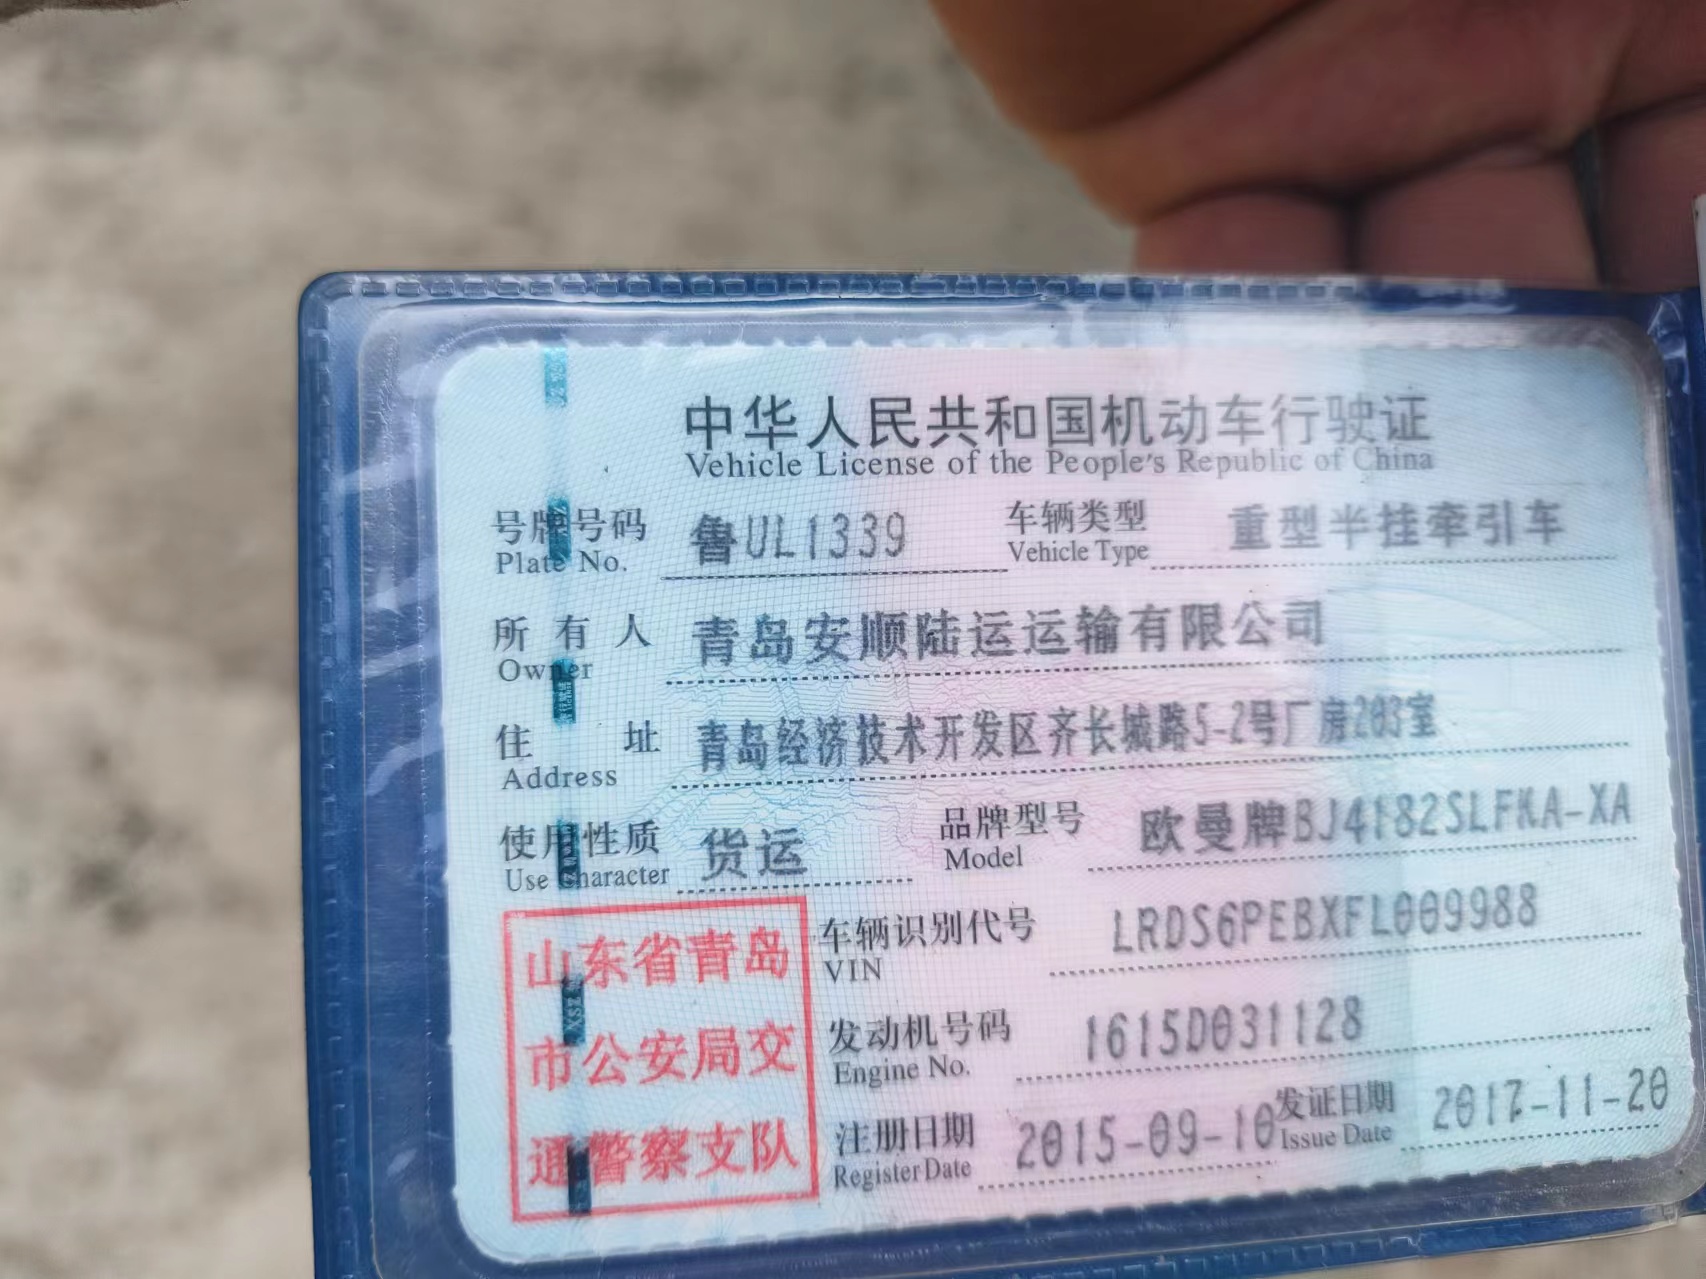 中华人民共和国机动车行驶证
Vehicle License of the People's Republic of China
号牌号码 鲁UL1339 车辆类型 重型半挂牵引车
Plate No. Vehicle Type
所有人 青岛安顺陆运运输有限公司
Owner
住址 青岛经济技术开发区齐长城路5-2号厂房203室
Address
使用性质 货运 品牌型号 欧曼牌BJ4182SLFKA-XA
Use Character Model
山东省青岛
市公安局交
通警察支队
车辆识别代号 LRDS6PEBXFL009988
VIN
发动机号码 1615D031128
Engine No.
注册日期 2015-09-10 发证日期 2017-11-20
Register Date Issue Date